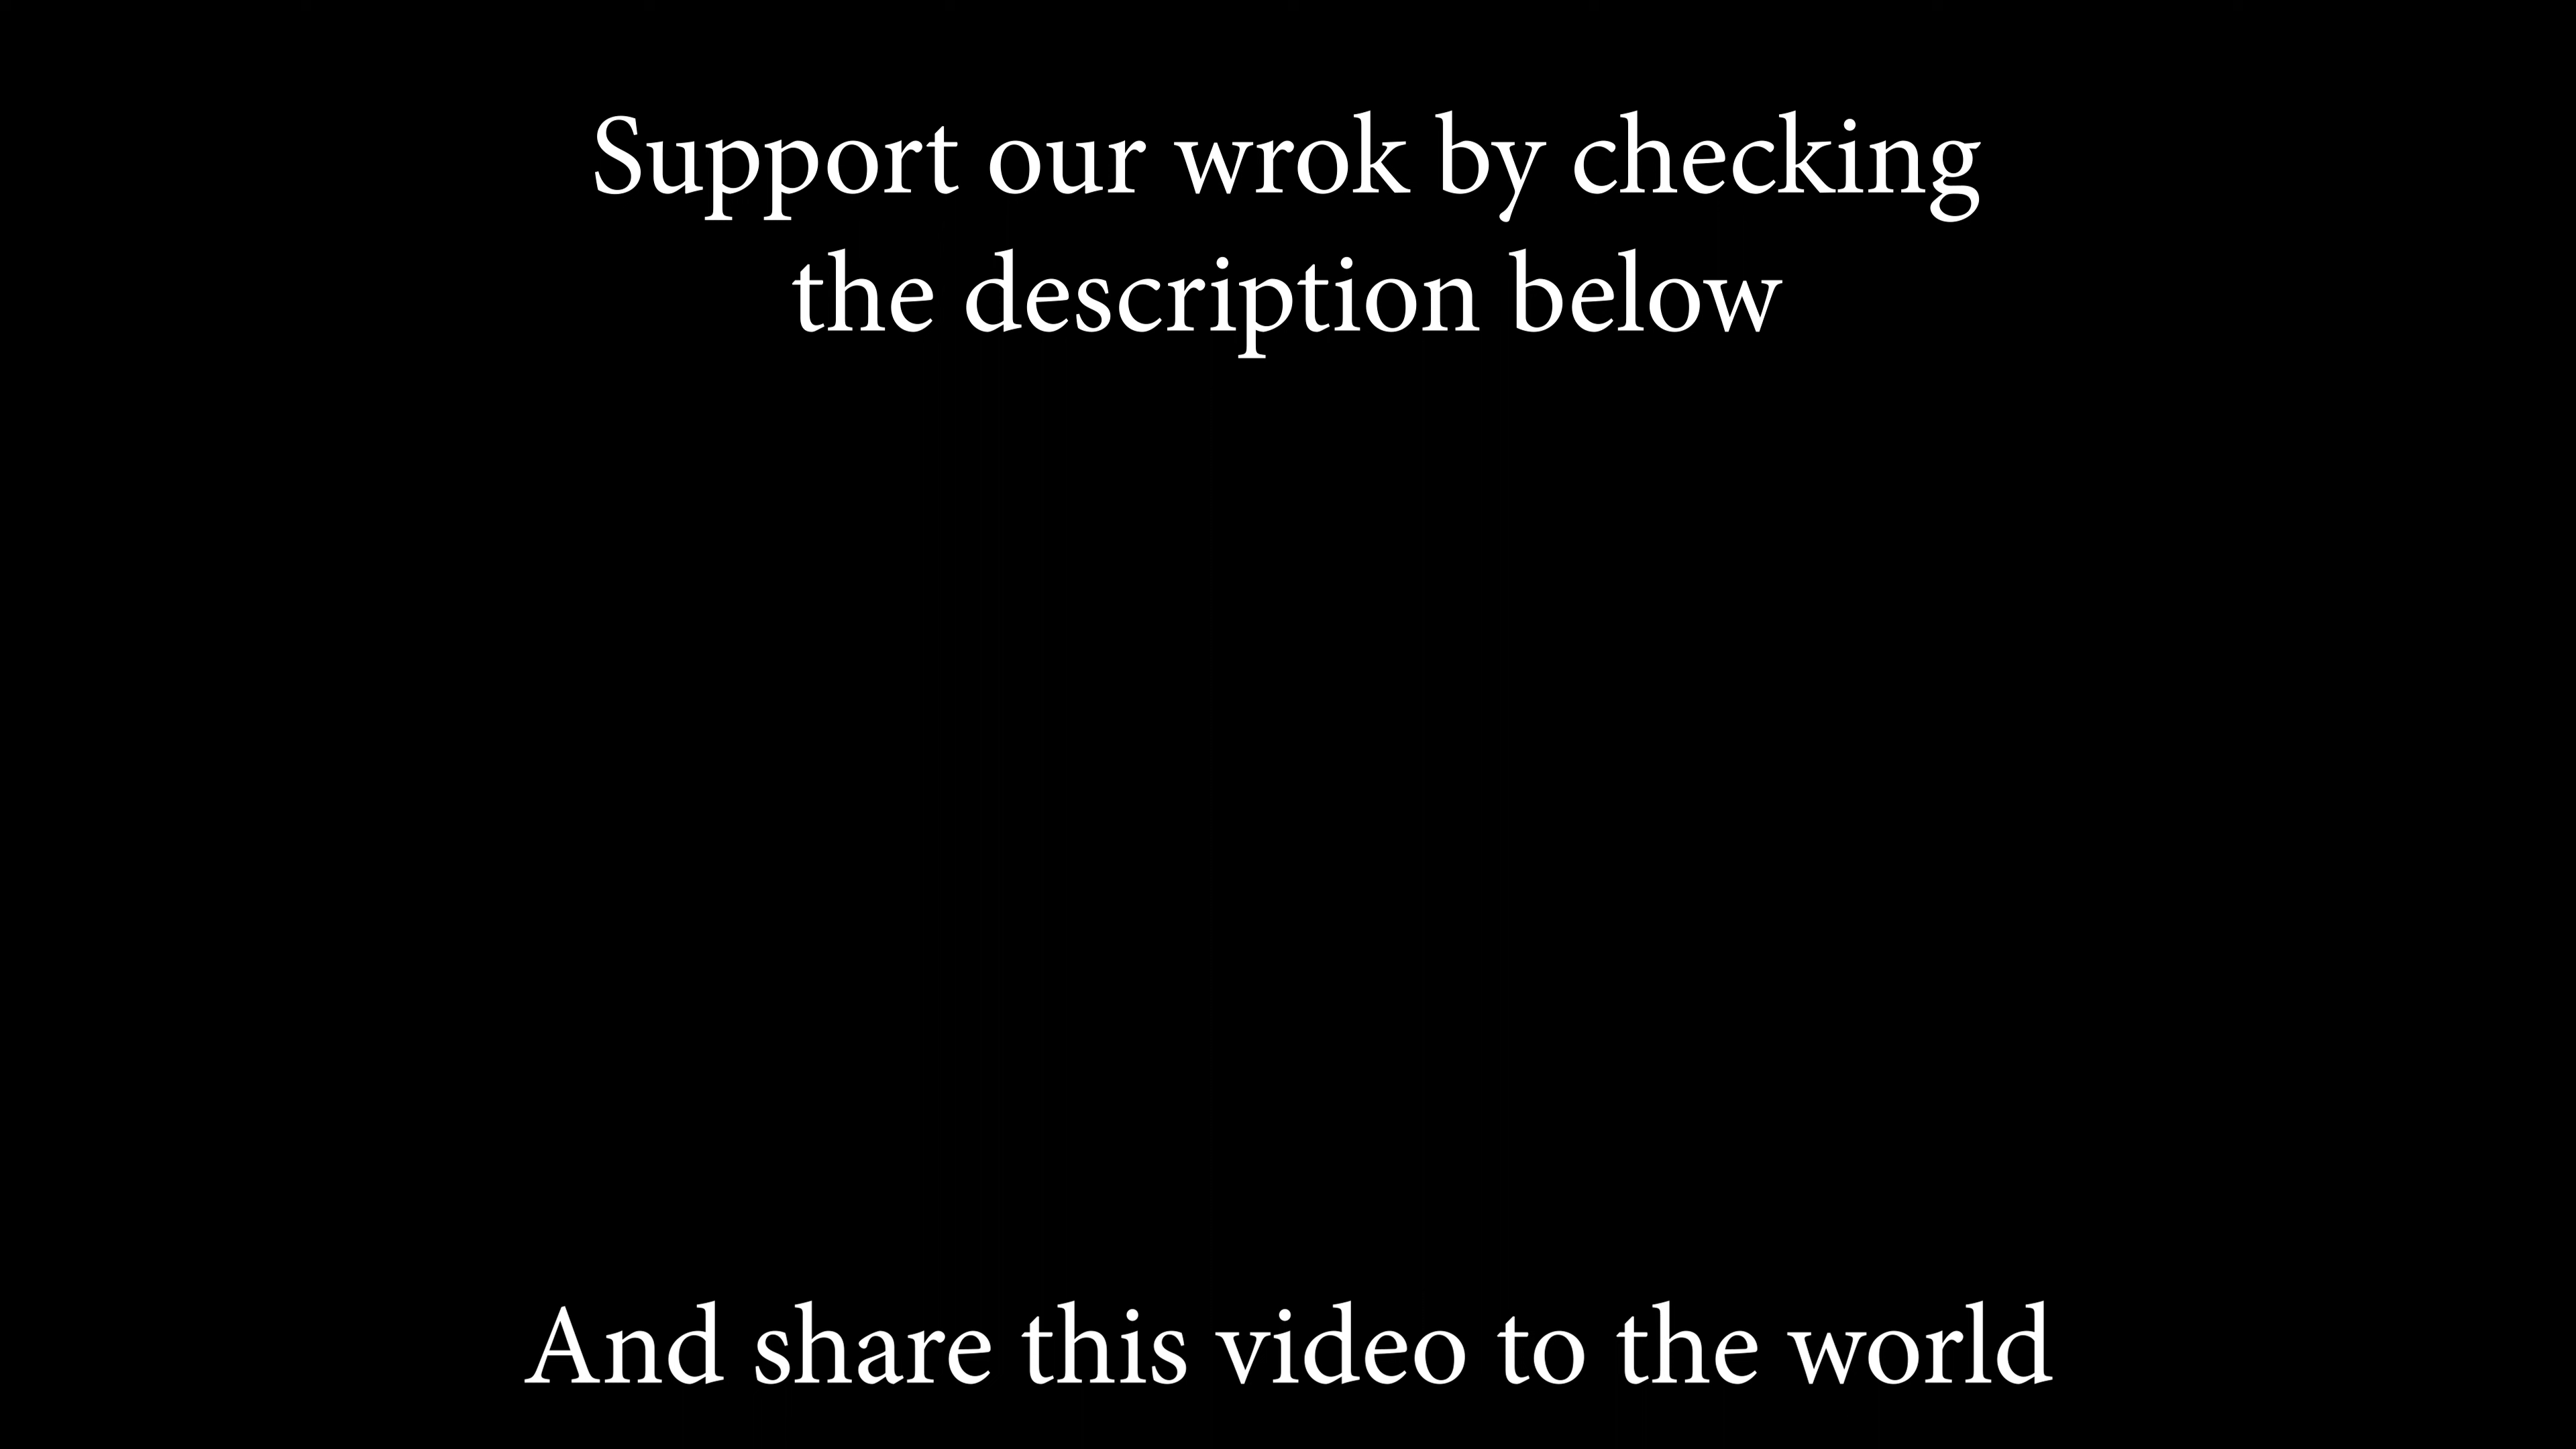 Support our wrok by checking
the description below
And share this video to the world